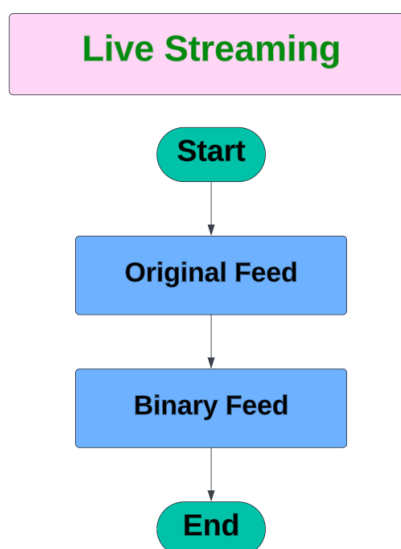 Live Streaming
Start
Original Feed
Binary Feed
End